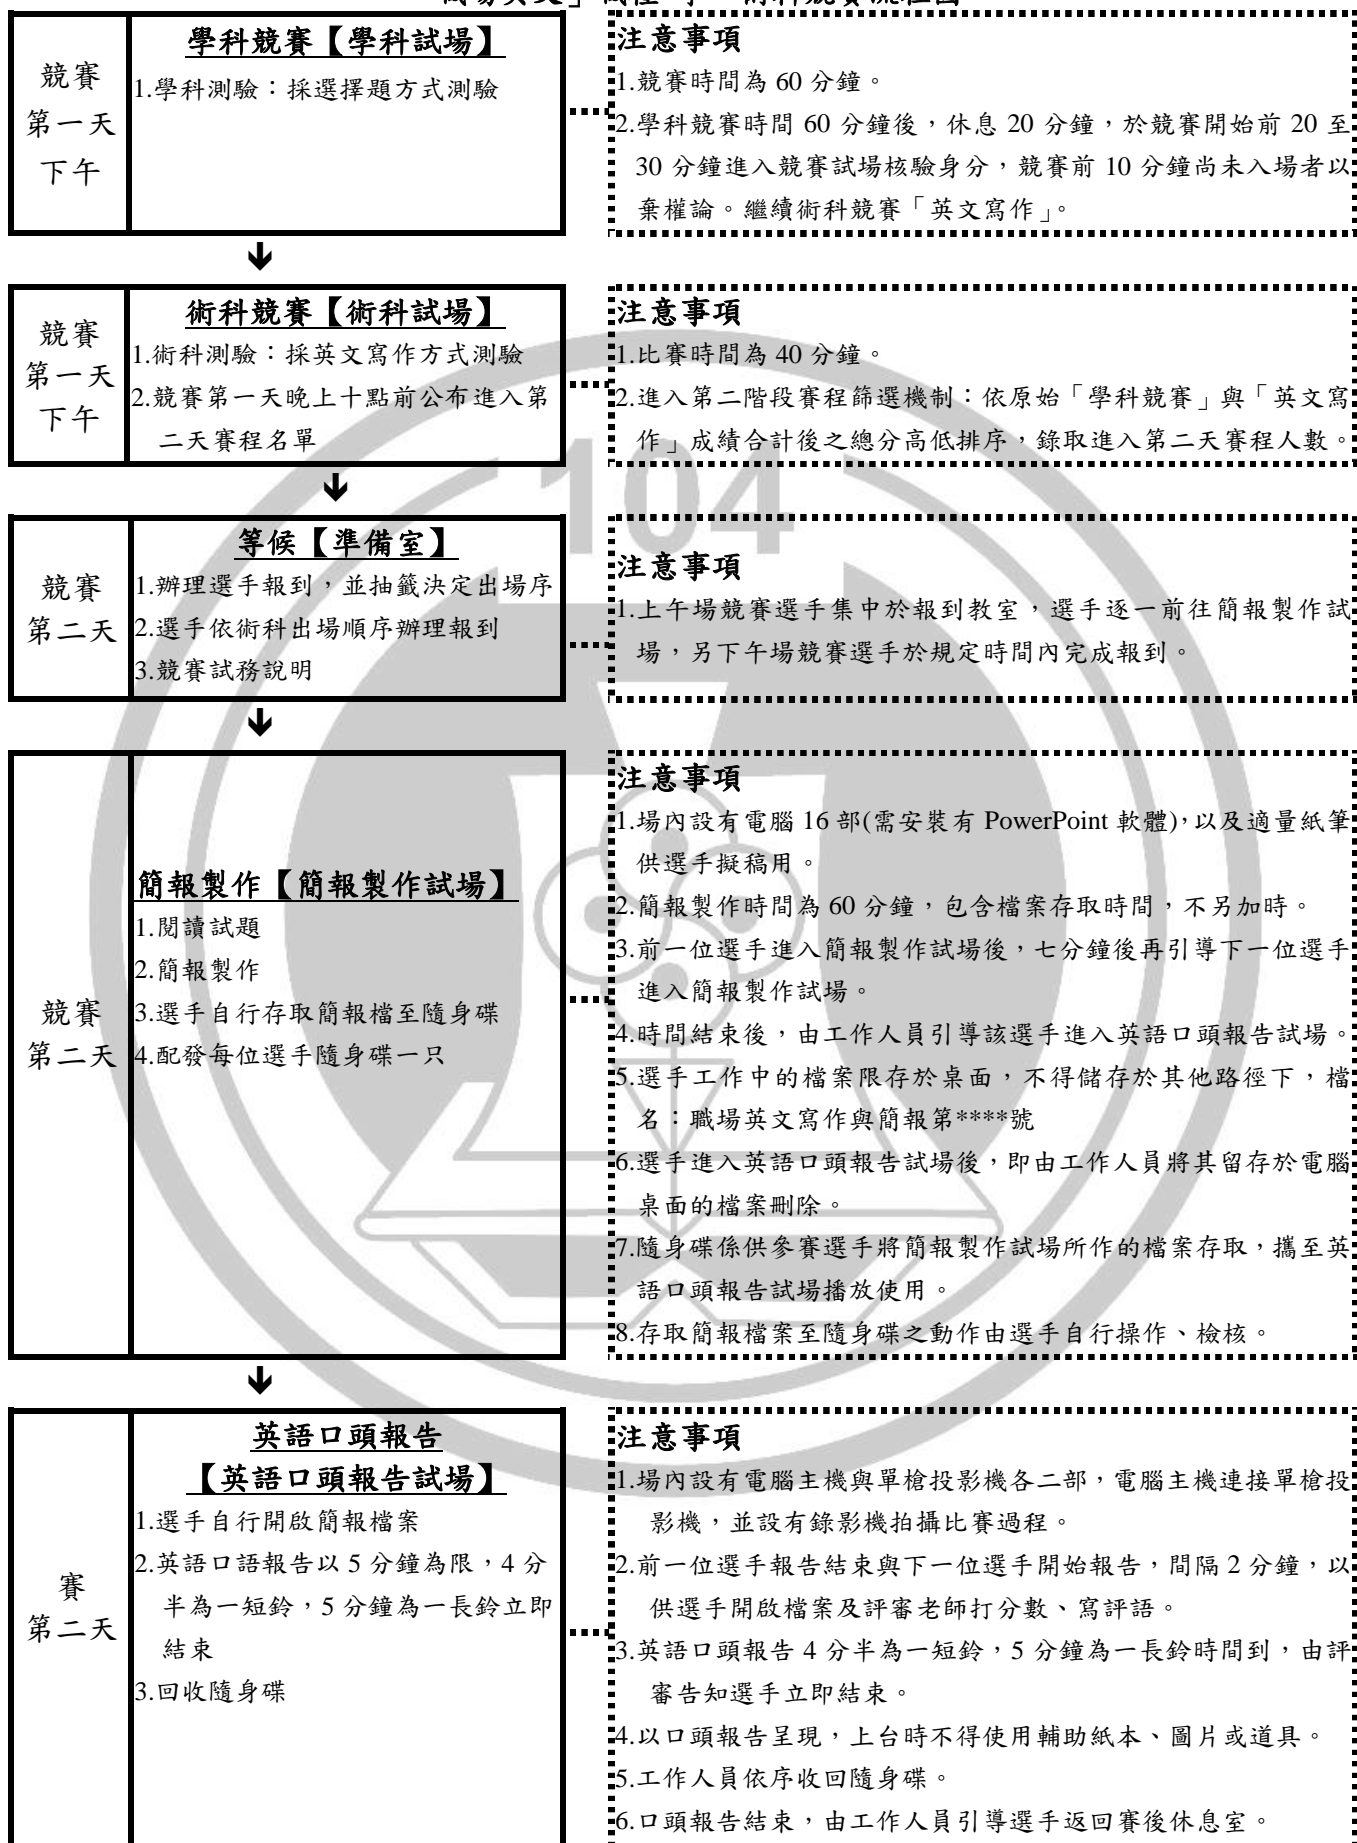 學科競賽【學科試場】
競賽
第一天
下午
1.學科測驗：採選擇題方式測驗
注意事項
1.競賽時間為 60 分鐘。
2.學科競賽時間 60 分鐘後，休息 20 分鐘，於競賽開始前 20 至
30 分鐘進入競賽試場核驗身分，競賽前 10 分鐘尚未入場者以
棄權論。繼續術科競賽「英文寫作」。
術科競賽【術科試場】
競賽
第一天
下午
1.術科測驗：採英文寫作方式測驗
2.競賽第一天晚上十點前公布進入第
二天賽程名單
注意事項
1.比賽時間為 40 分鐘。
2.進入第二階段賽程篩選機制：依原始「學科競賽」與「英文寫
作」成績合計後之總分高低排序，錄取進入第二天賽程人數。
104
等候【準備室】
競賽
第二天
1.辦理選手報到，並抽籤決定出場序
2.選手依術科出場順序辦理報到
3.競賽試務說明
注意事項
1.上午場競賽選手集中於報到教室，選手逐一前往簡報製作試
場，另下午場競賽選手於規定時間內完成報到。
簡報製作【簡報製作試場】
競賽
第二天
1.閱讀試題
2.簡報製作
3.選手自行存取簡報檔至隨身碟
4.配發每位選手隨身碟一只
注意事項
1.場內設有電腦 16 部(需安裝有 PowerPoint 軟體)，以及適量紙筆
供選手擬稿用。
2.簡報製作時間為 60 分鐘，包含檔案存取時間，不另加時。
3.前一位選手進入簡報製作試場後，七分鐘後再引導下一位選手
進入簡報製作試場。
4.時間結束後，由工作人員引導該選手進入英語口頭報告試場。
5.選手工作中的檔案限存於桌面，不得儲存於其他路徑下，檔
名：職場英文寫作與簡報第****號
6.選手進入英語口頭報告試場後，即由工作人員將其留存於電腦
桌面的檔案刪除。
7.隨身碟係供參賽選手將簡報製作試場所作的檔案存取，攜至英
語口頭報告試場播放使用。
8.存取簡報檔案至隨身碟之動作由選手自行操作、檢核。
英語口頭報告
【英語口頭報告試場】
賽
第二天
1.選手自行開啟簡報檔案
2.英語口語報告以 5 分鐘為限，4 分
半為一短鈴，5 分鐘為一長鈴立即
結束
3.回收隨身碟
注意事項
1.場內設有電腦主機與單槍投影機各二部，電腦主機連接單槍投
影機，並設有錄影機拍攝比賽過程。
2.前一位選手報告結束與下一位選手開始報告，間隔 2 分鐘，以
供選手開啟檔案及評審老師打分數、寫評語。
3.英語口頭報告 4 分半為一短鈴，5 分鐘為一長鈴時間到，由評
審告知選手立即結束。
4.以口頭報告呈現，上台時不得使用輔助紙本、圖片或道具。
5.工作人員依序收回隨身碟。
6.口頭報告結束，由工作人員引導選手返回賽後休息室。